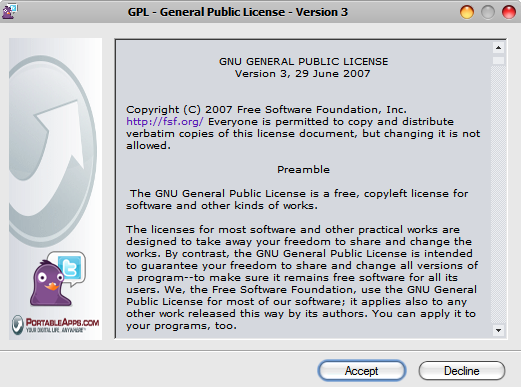 GPL - General Public License - Version 3
GNU GENERAL PUBLIC LICENSE
Version 3, 29 June 2007
Copyright (C) 2007 Free Software Foundation, Inc.
http://fsf.org/ Everyone is permitted to copy and distribute
verbatim copies of this license document, but changing it is not
allowed.
Preamble
The GNU General Public License is a free, copyleft license for
software and other kinds of works.
The licenses for most software and other practical works are
designed to take away your freedom to share and change the
works. By contrast, the GNU General Public License is intended
to guarantee your freedom to share and change all versions of
a program--to make sure it remains free software for all its
users. We, the Free Software Foundation, use the GNU General
Public License for most of our software; it applies also to any
other work released this way by its authors. You can apply it to
your programs, too.
t
PORTABLEAPPS.COM
YOUR DIGITAL LIFE, ANYWHERE™
Accept
Decline